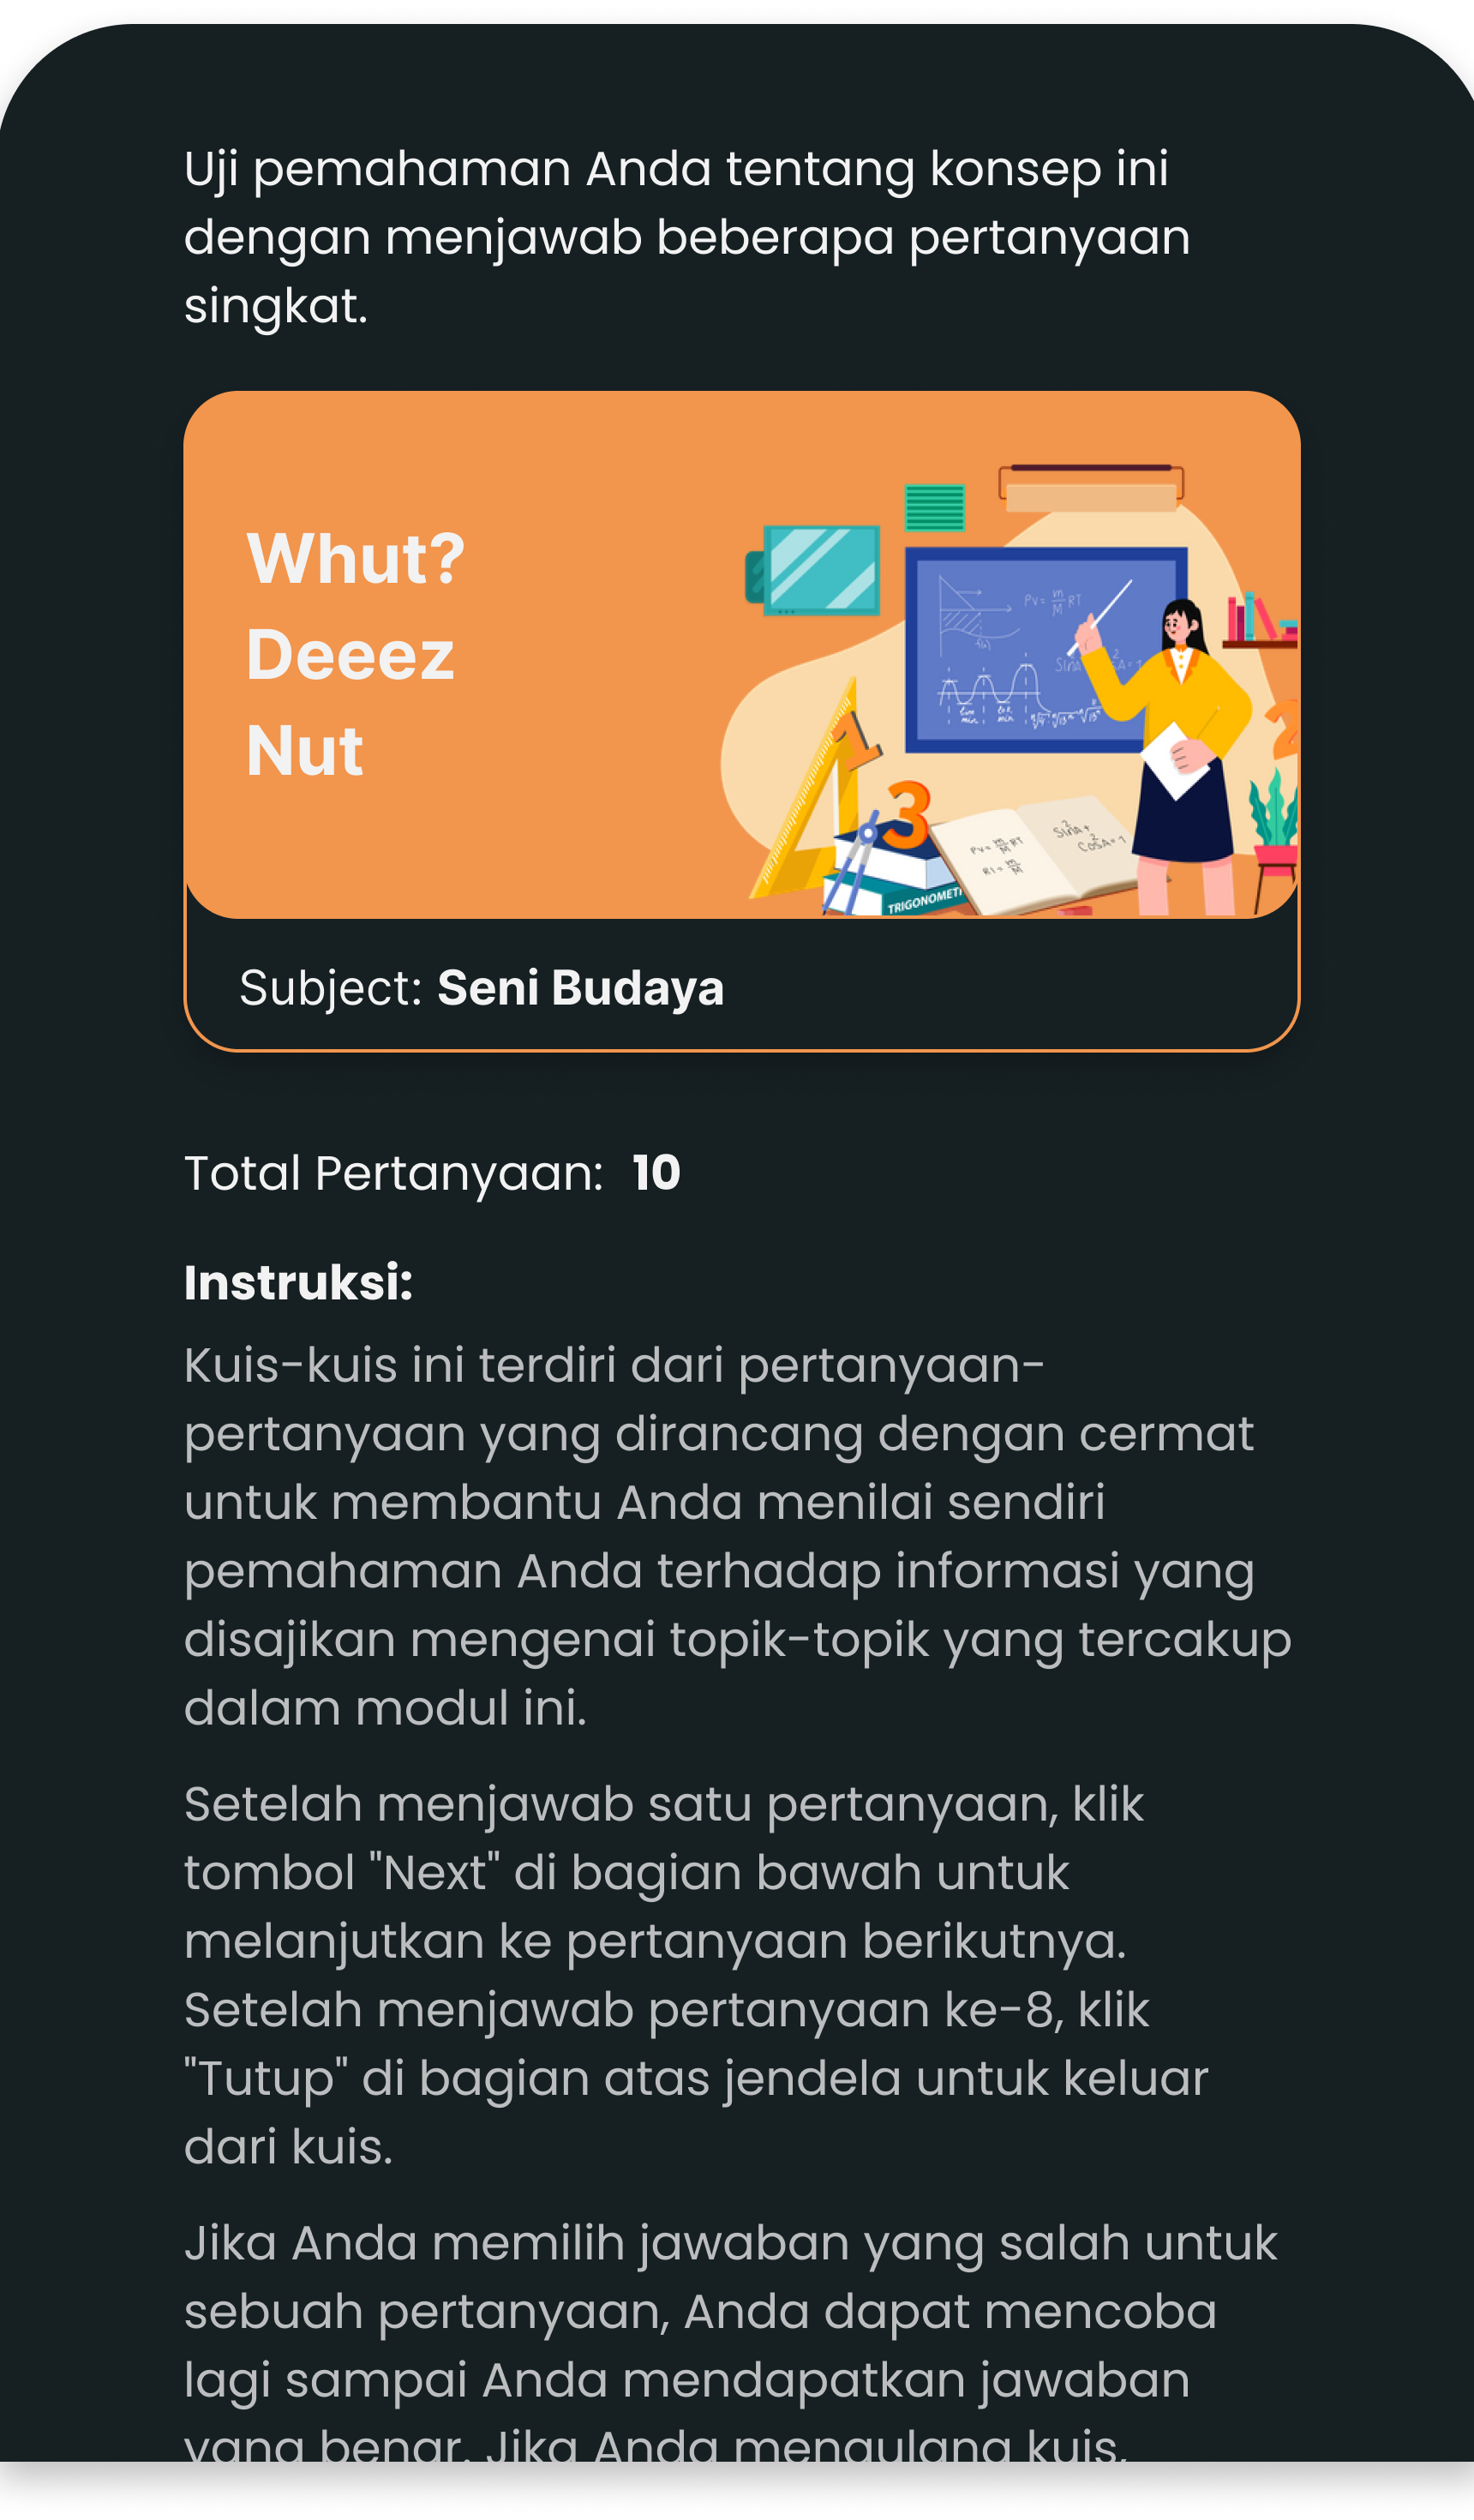 Uji pemahaman Anda tentang konsep ini
dengan menjawab beberapa pertanyaan
singkat.
Whut?
Deeez
Nut
1
3
2
TRIGONOMET
Subject: Seni Budaya
Total Pertanyaan: 10
Instruksi:
Kuis-kuis ini terdiri dari pertanyaan-
pertanyaan yang dirancang dengan cermat
untuk membantu Anda menilai sendiri
pemahaman Anda terhadap informasi yang
disajikan mengenai topik-topik yang tercakup
dalam modul ini.
Setelah menjawab satu pertanyaan, klik
tombol "Next" di bagian bawah untuk
melanjutkan ke pertanyaan berikutnya.
Setelah menjawab pertanyaan ke-8, klik
"Tutup" di bagian atas jendela untuk keluar
dari kuis.
Jika Anda memilih jawaban yang salah untuk
sebuah pertanyaan, Anda dapat mencoba
lagi sampai Anda mendapatkan jawaban
yang benar. Jika Anda mengulang kuis,